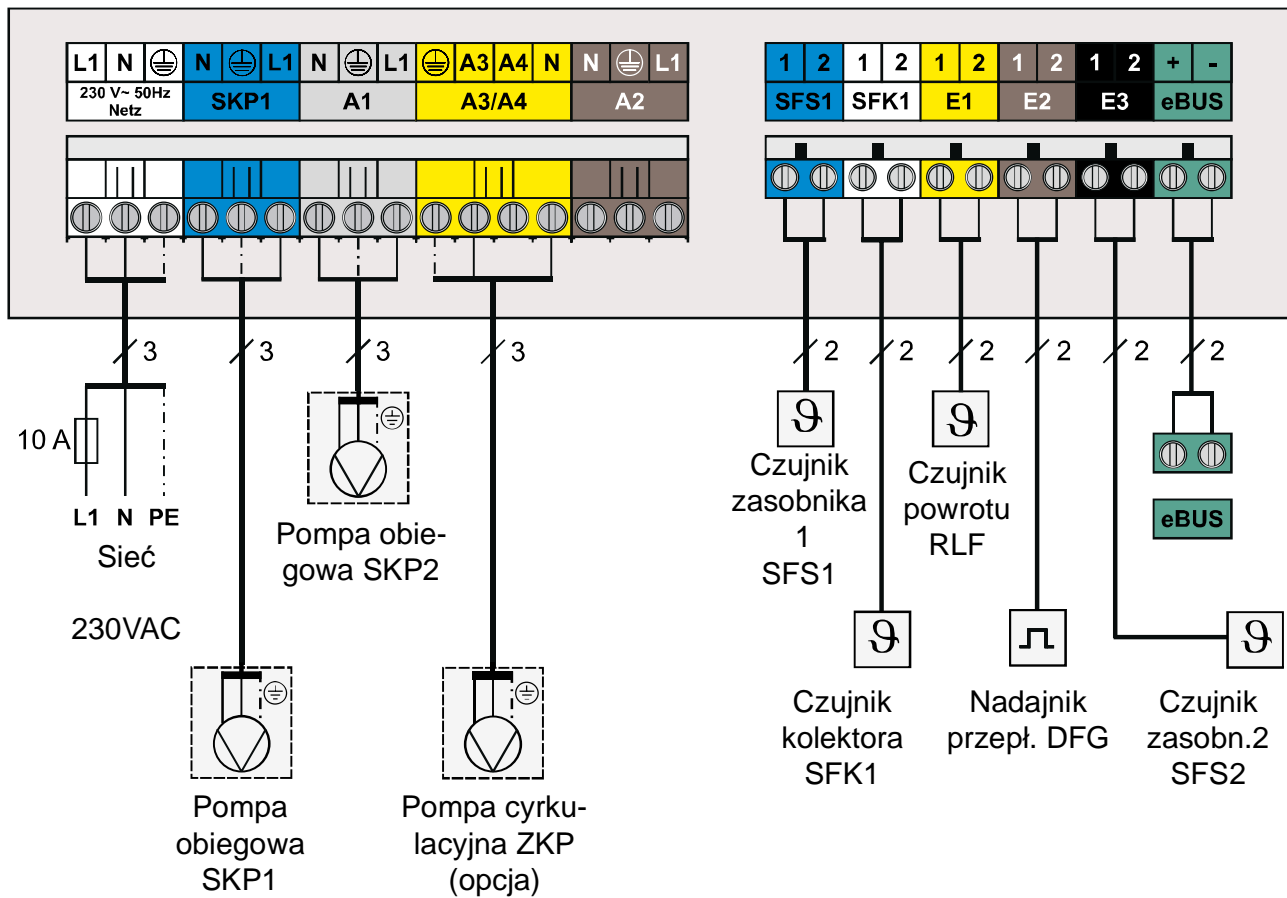 L1 N N L1 N L1 A3 A4 N N L1
230 V~ 50Hz
Netz
SKP1 A1 A3/A4 A2
1 2 1 2 1 2 1 2 1 2 + -
SFS1 SFK1 E1 E2 E3 eBUS
3 3 3 3 2 2 2 2 2 2
10 A
L1 N PE
Sieć
230VAC
Pompa obie-
gowa SKP2
Pompa
obiegowa
SKP1
Pompa cyrku-
lacyjna ZKP
(opcja)
ϑ
Czujnik
zasobnika
1
SFS1
ϑ
Czujnik
powrotu
RLF
eBUS
ϑ
Czujnik
kolektora
SFK1
Nadajnik
przepł. DFG
ϑ
Czujnik
zasobn.2
SFS2